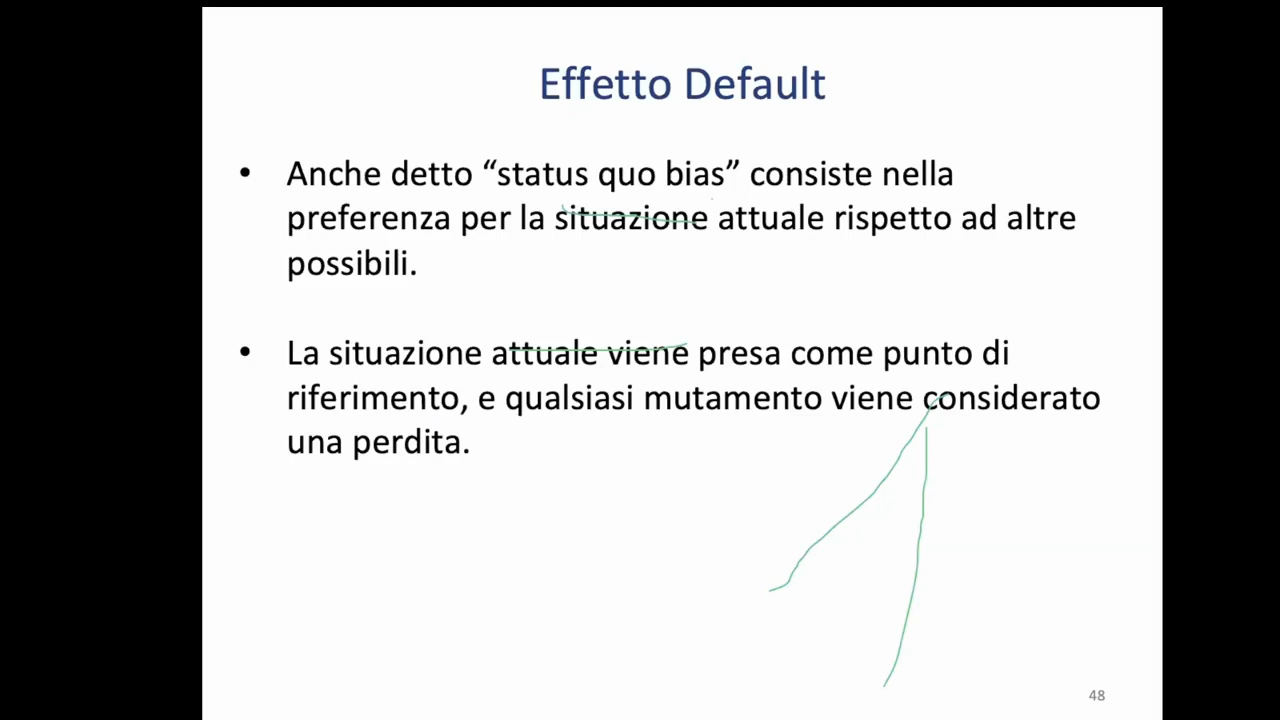 Effetto Default
• Anche detto “status quo bias” consiste nella
preferenza per la situazione attuale rispetto ad altre
possibili.
• La situazione attuale viene presa come punto di
riferimento, e qualsiasi mutamento viene considerato
una perdita.
48